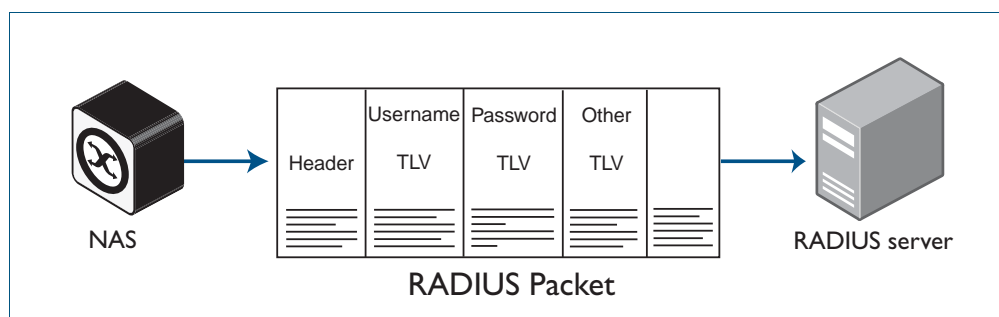 Username Password Other
Header TLV TLV TLV
NAS
RADIUS server
RADIUS Packet